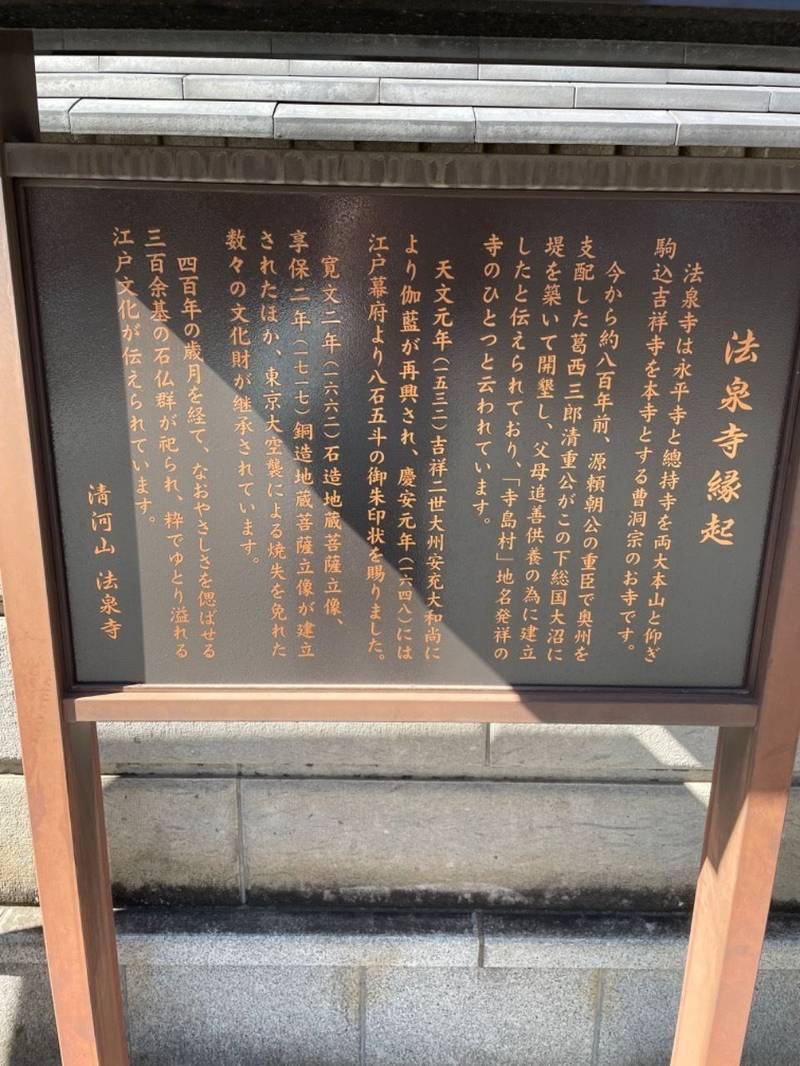 法泉寺縁起
法泉寺は永平寺と總持寺を両大本山と仰ぎ
駒込吉祥寺を本寺とする曹洞宗のお寺です。
今から約八百年前、源頼朝公の重臣で奥州を
支配した葛西三郎清重公がこの下総国大沼に
堤を築いて開墾し、父母追善供養の為に建立
したと伝えられており、「寺島村」地名発祥の
寺のひとつと云われています。
天文元年（一五三二）吉祥二世大州安充大和尚に
より伽藍が再興され、慶安元年（一六四八）には
江戸幕府より八石五斗の御朱印状を賜りました。
寛文二年（一六六二）石造地蔵菩薩立像、
享保二年（一七一七）銅造地蔵菩薩立像が建立
されたほか、東京大空襲による焼失を免れた
数々の文化財が継承されています。
四百年の歳月を経て、なおやさしさを偲ばせる
三百余基の石仏群が祀られ、粋でゆとり溢れる
江戸文化が伝えられています。
清河山 法泉寺